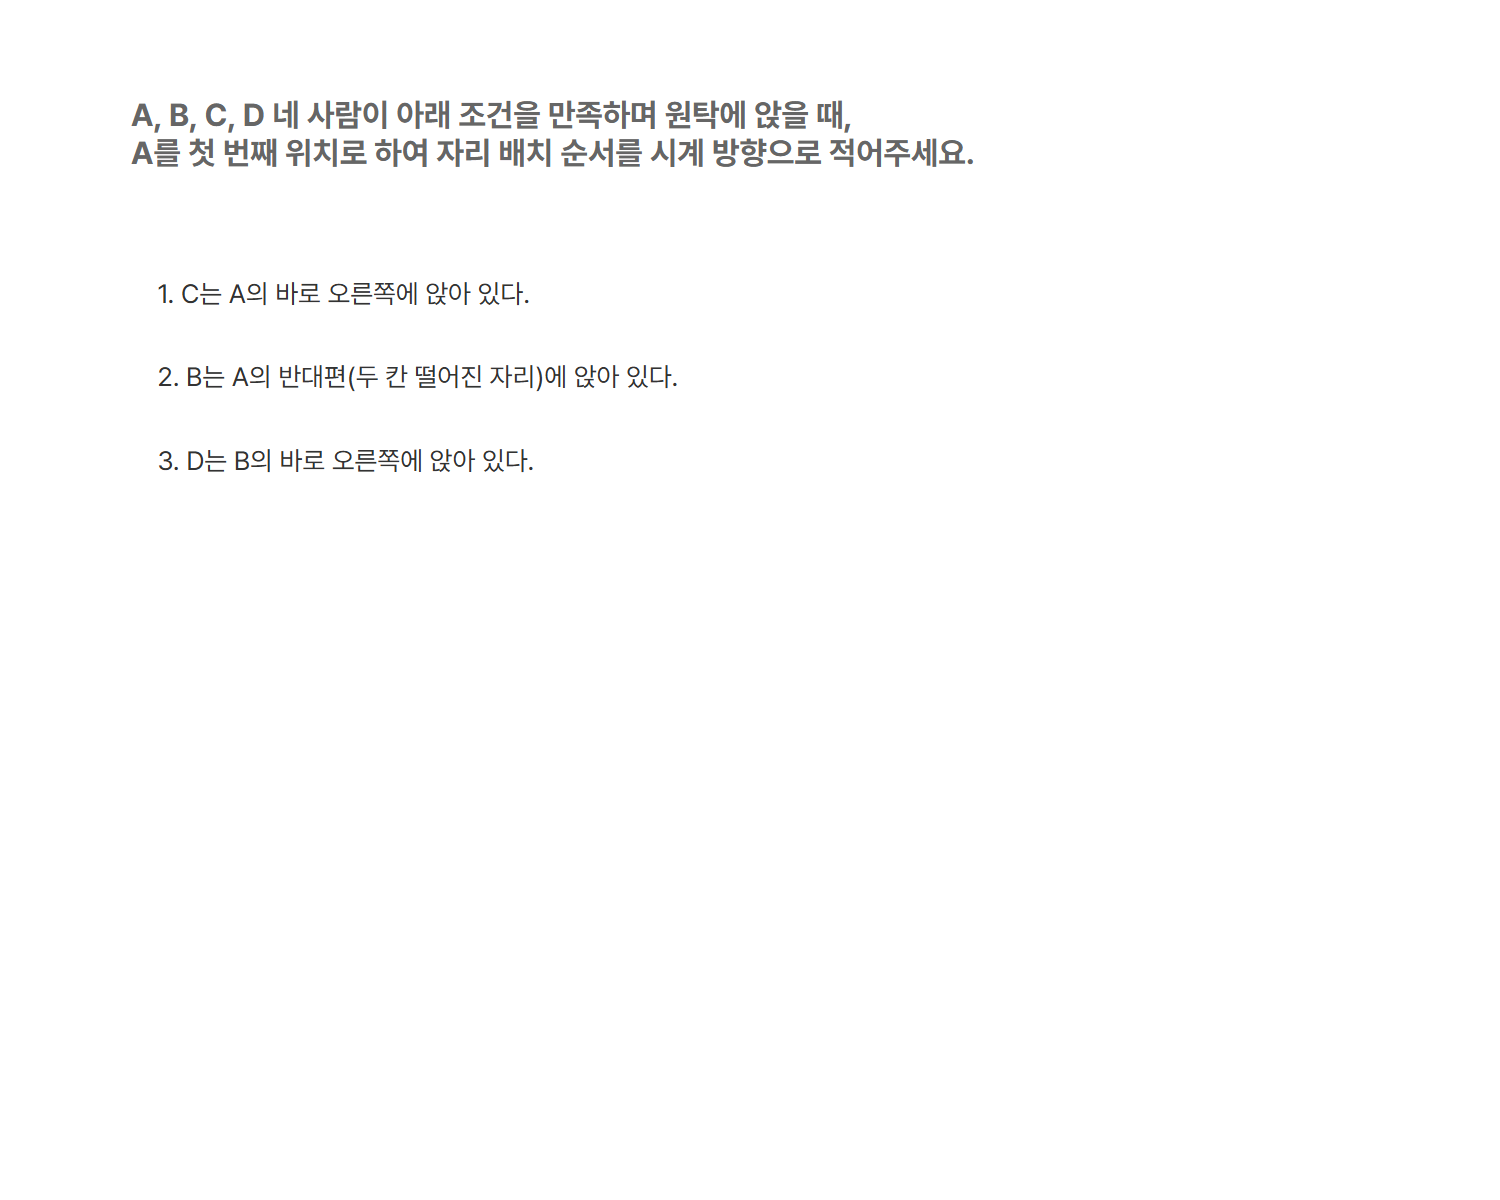 A, B, C, D 네 사람이 아래 조건을 만족하며 원탁에 앉을 때,
A를 첫 번째 위치로 하여 자리 배치 순서를 시계 방향으로 적어주세요.
1. C는 A의 바로 오른쪽에 앉아 있다.
2. B는 A의 반대편(두 칸 떨어진 자리)에 앉아 있다.
3. D는 B의 바로 오른쪽에 앉아 있다.